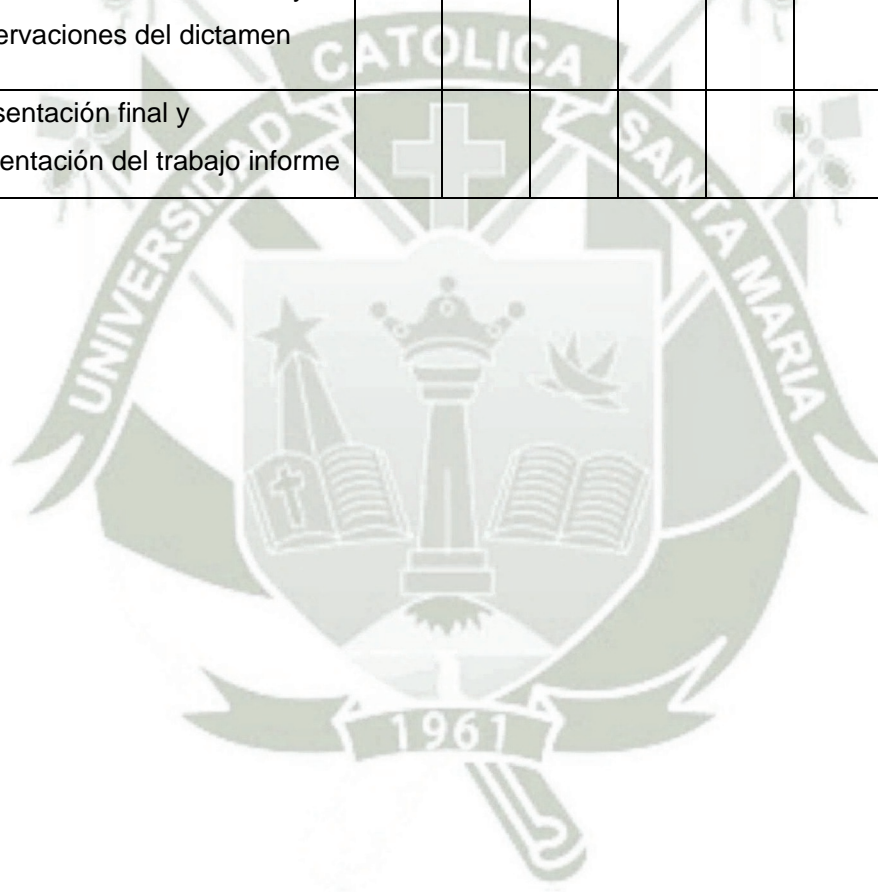 ervaciones del dictamen
sentación final y
entación del trabajo informe
UNIVERSIDAD CATOLICA SANTA MARIA
1961